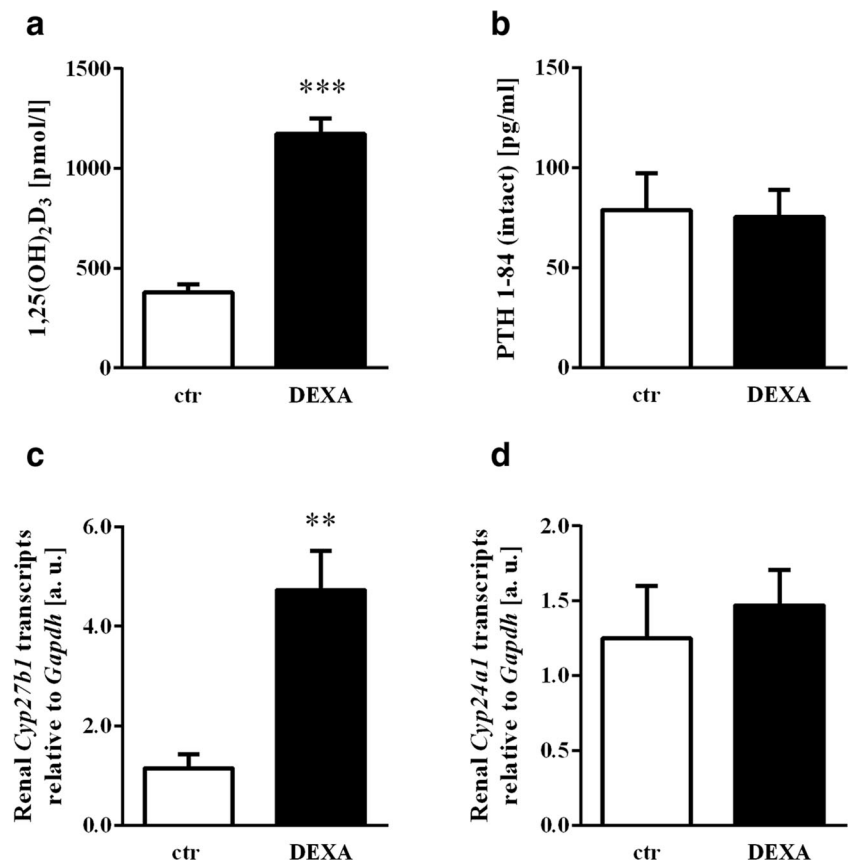 a
1,25(OH)₂D₃ [pmol/l]
1500
1000
500
0
***
ctr
DEXA
b
PTH 1-84 (intact) [pg/ml]
150
100
50
0
ctr
DEXA
c
Renal Cyp27b1 transcripts
relative to Gapdh [a. u.]
6.0
4.0
2.0
0.0
**
ctr
DEXA
d
Renal Cyp24a1 transcripts
relative to Gapdh [a. u.]
2.0
1.5
1.0
0.5
0.0
ctr
DEXA